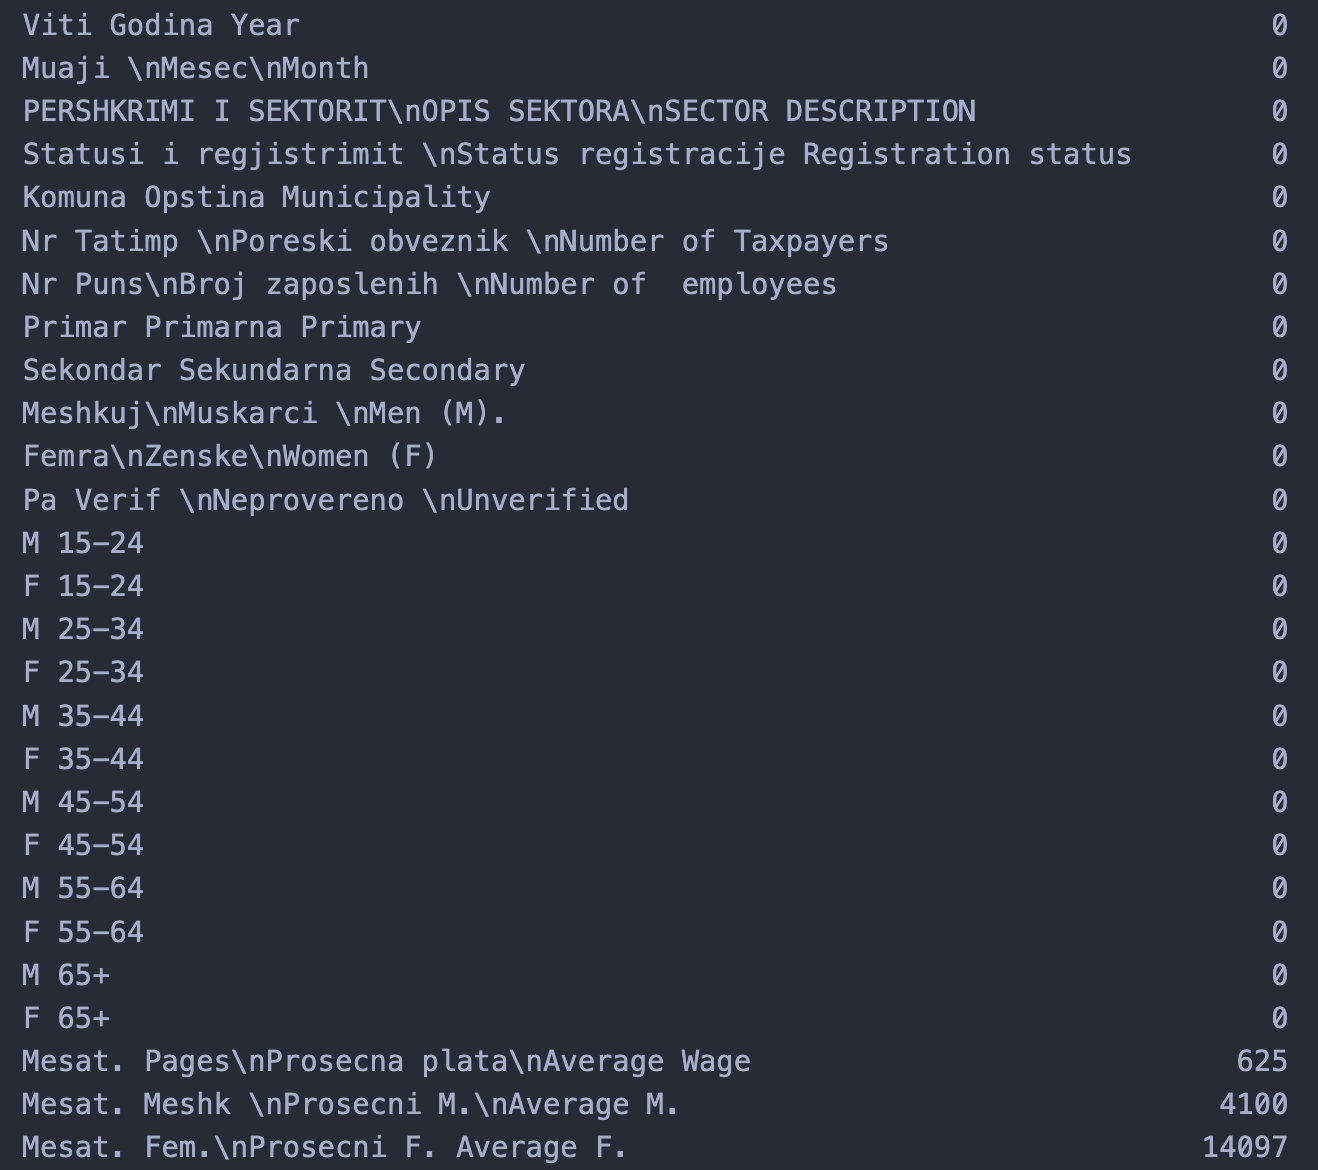 Viti Godina Year 0
Muaji \nMesec\nMonth 0
PERSHKRIMI I SEKTORIT\nOPIS SEKTORA\nSECTOR DESCRIPTION 0
Statusi i regjistrimit \nStatus registracije Registration status 0
Komuna Opstina Municipality 0
Nr Tatimp \nPoreski obveznik \nNumber of Taxpayers 0
Nr Puns\nBroj zaposlenih \nNumber of  employees 0
Primar Primarna Primary 0
Sekondar Sekundarna Secondary 0
Meshkuj\nMuskarci \nMen (M). 0
Femra\nZenske\nWomen (F) 0
Pa Verif \nNeprovereno \nUnverified 0
M 15-24 0
F 15-24 0
M 25-34 0
F 25-34 0
M 35-44 0
F 35-44 0
M 45-54 0
F 45-54 0
M 55-64 0
F 55-64 0
M 65+ 0
F 65+ 0
Mesat. Pages\nProsecna plata\nAverage Wage 625
Mesat. Meshk \nProsecni M.\nAverage M. 4100
Mesat. Fem.\nProsecni F. Average F. 14097